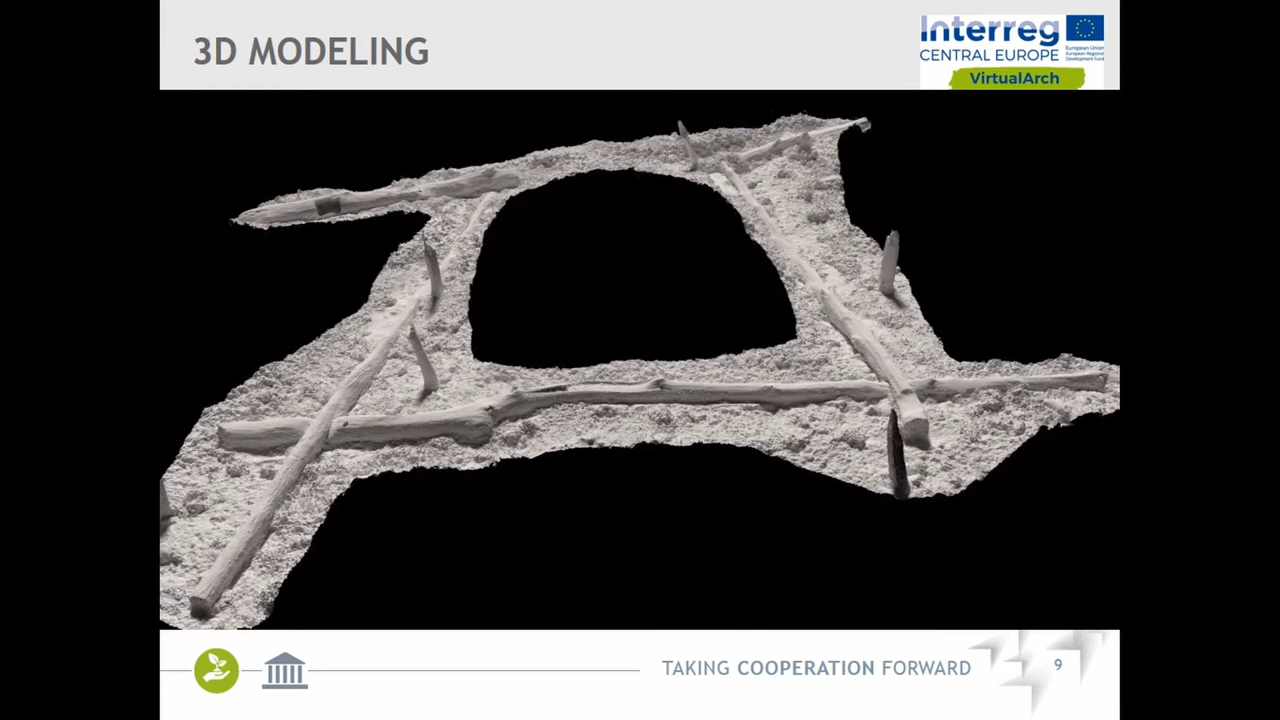 3D MODELING
Interreg
CENTRAL EUROPE
European Union
European Regional
Development Fund
VirtualArch
TAKING COOPERATION FORWARD
9